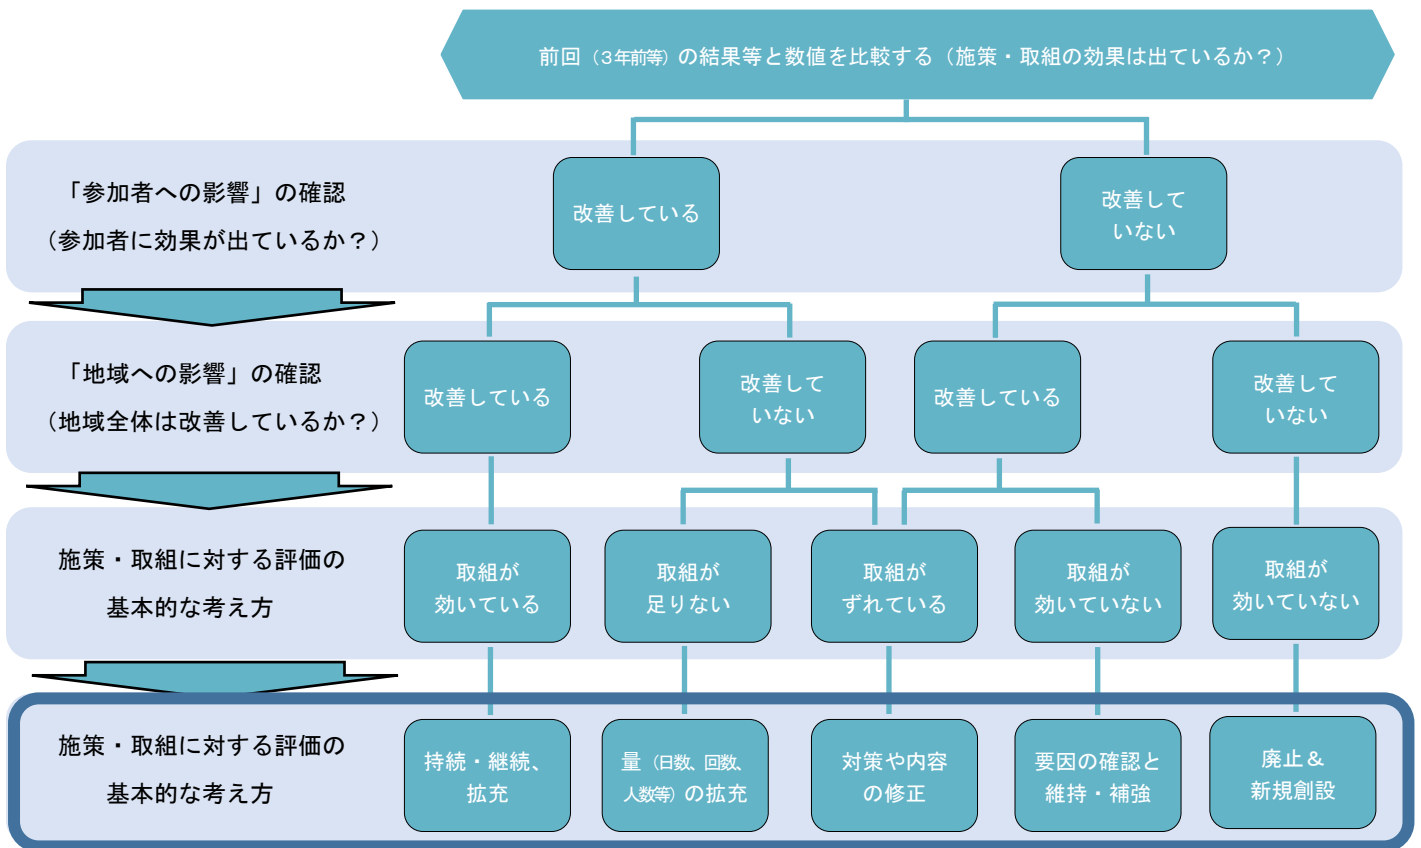 前回(3年前等)の結果等と数値を比較する(施策・取組の効果は出ているか?)
「参加者への影響」の確認
(参加者に効果が出ているか?)
改善している
改善して
いない
「地域への影響」の確認
(地域全体は改善しているか?)
改善している
改善して
いない
改善している
改善して
いない
施策・取組に対する評価の
基本的な考え方
取組が
効いている
取組が
足りない
取組が
ずれている
取組が
効いていない
取組が
効いていない
施策・取組に対する評価の
基本的な考え方
持続・継続、
拡充
量(日数、回数、
人数等)の拡充
対策や内容
の修正
要因の確認と
維持・補強
廃止&
新規創設